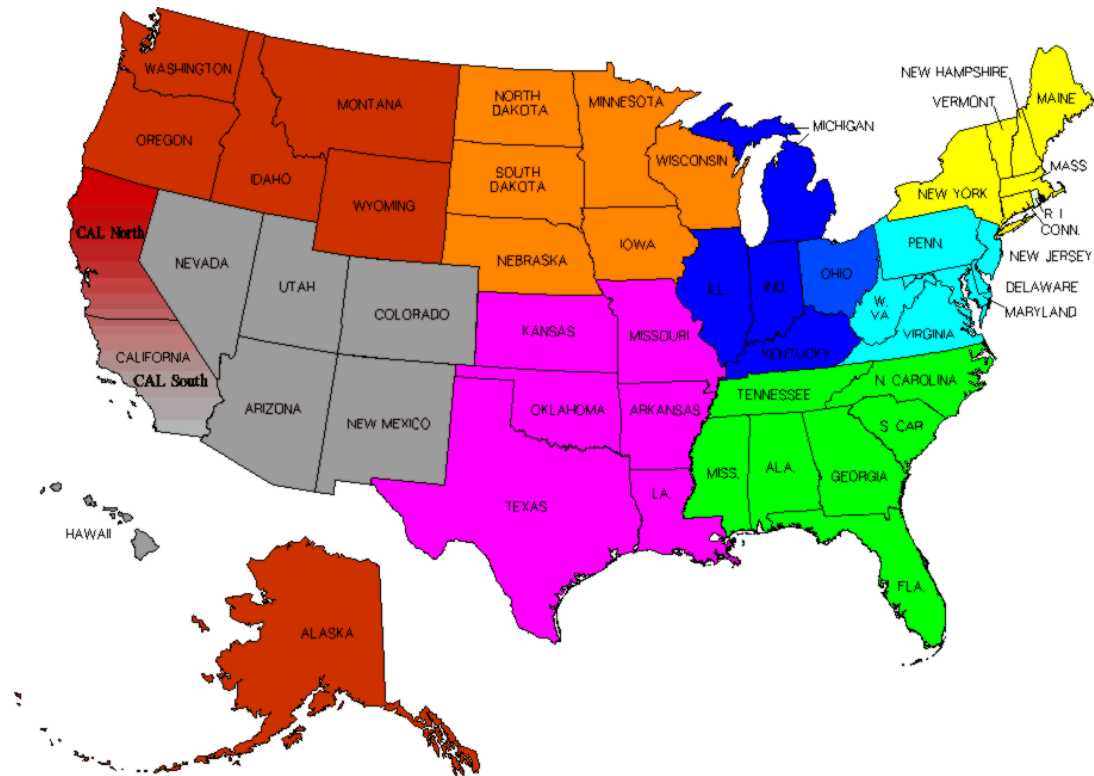 WASHINGTON
MONTANA
NORTH
DAKOTA
MINNESOTA
NEW HAMPSHIRE
VERMONT
MAINE
OREGON
IDAHO
WYOMING
SOUTH
DAKOTA
WISCONSIN
MICHIGAN
MASS
NEW YORK
R I
CONN.
CAL North
NEVADA
UTAH
COLORADO
NEBRASKA
IOWA
ILL.
IND.
OHIO
PENN.
NEW JERSEY
DELAWARE
MARYLAND
W.
VA
VIRGINIA
CALIFORNIA
CAL South
KANSAS
MISSOURI
KENTUCKY
ARIZONA
NEW MEXICO
OKLAHOMA
ARKANSAS
TENNESSEE
N. CAROLINA
S. CAR
TEXAS
LA.
MISS.
ALA.
GEORGIA
FLA.
HAWAII
ALASKA